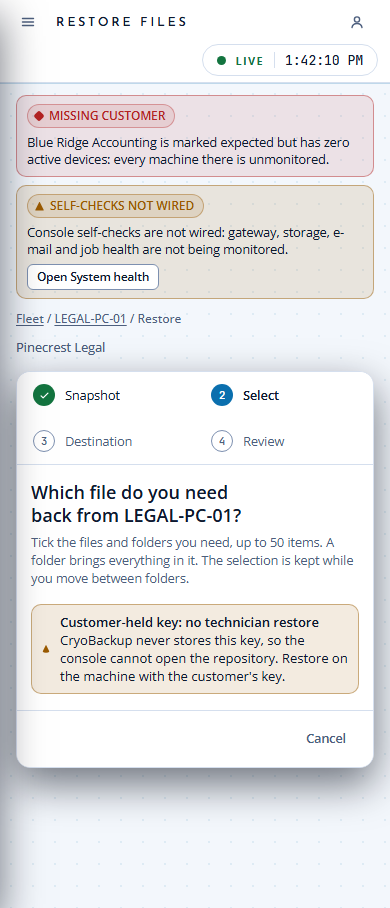 RESTORE FILES
LIVE 1:42:10 PM
MISSING CUSTOMER
Blue Ridge Accounting is marked expected but has zero
active devices: every machine there is unmonitored.
SELF-CHECKS NOT WIRED
Console self-checks are not wired: gateway, storage, e-
mail and job health are not being monitored.
Open System health
Fleet / LEGAL-PC-01 / Restore
Pinecrest Legal
Snapshot
2 Select
3 Destination
4 Review
Which file do you need
back from LEGAL-PC-01?
Tick the files and folders you need, up to 50 items. A
folder brings everything in it. The selection is kept while
you move between folders.
Customer-held key: no technician restore
CryoBackup never stores this key, so the
console cannot open the repository. Restore on
the machine with the customer's key.
Cancel